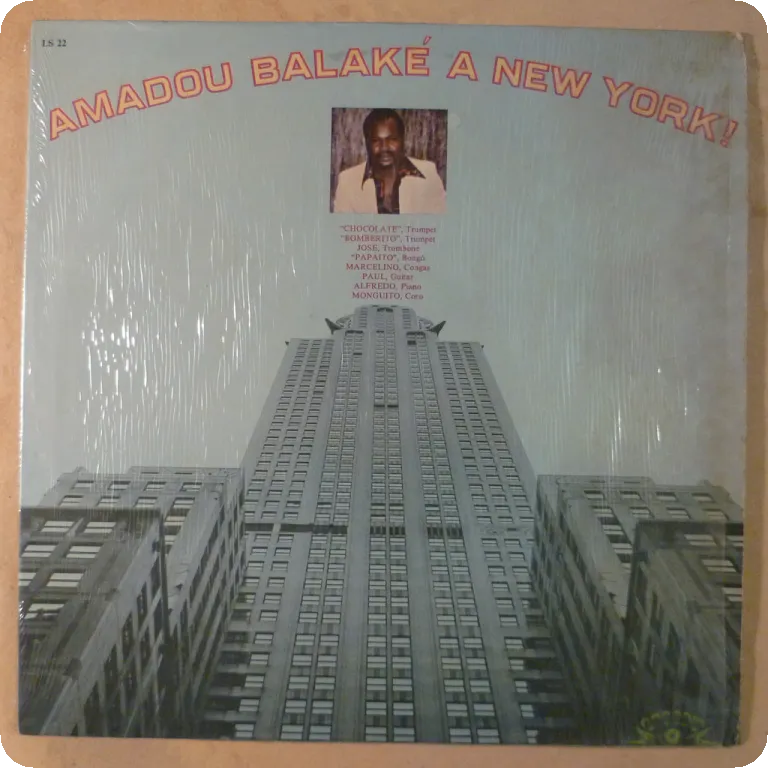 LS 22
AMADOU BALAKÉ A NEW YORK!
"CHOCOLATE", Trumpet
"BOMBERITO", Trumpet
JOSE, Trombone
"PAPAITO", Bongó
MARCELINO, Congas
PAUL, Guitar
ALFREDO, Piano
MONGUITO, Coro